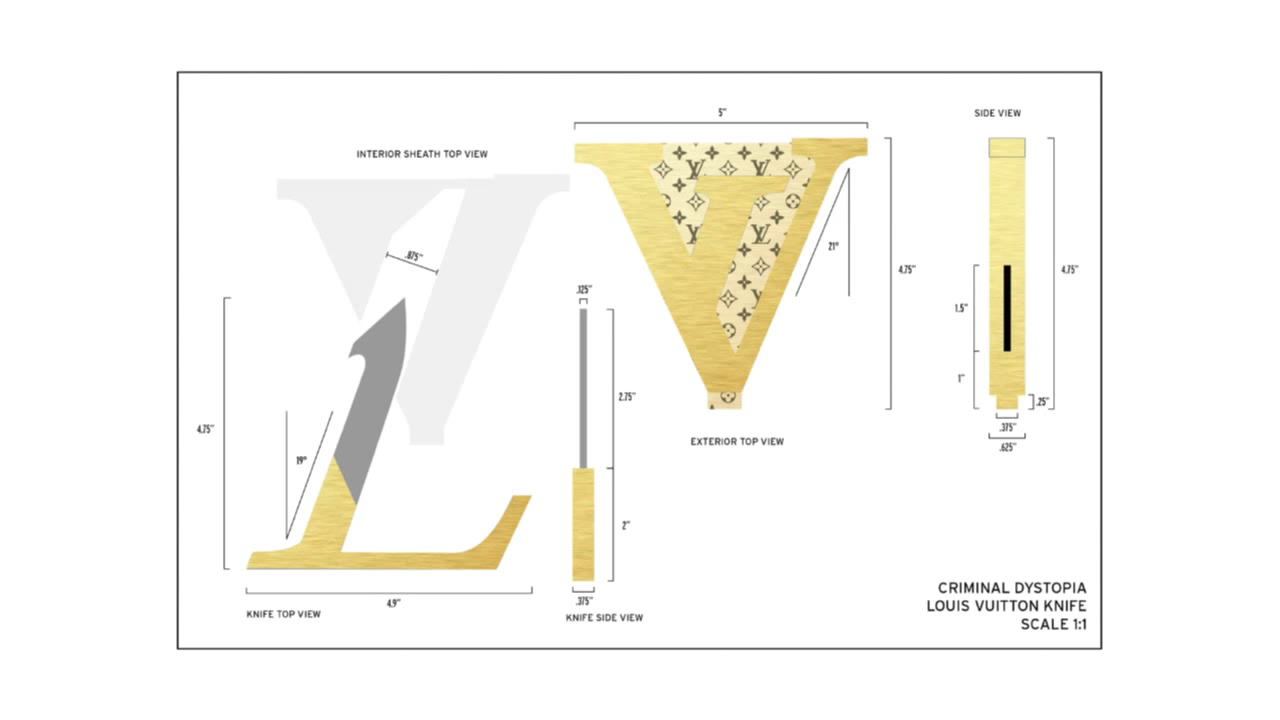 5"
SIDE VIEW
INTERIOR SHEATH TOP VIEW
.875"
21°
4.75"
4.75"
.125"
1.5"
2.75"
1"
.25"
4.75"
.375"
.625"
EXTERIOR TOP VIEW
19°
2"
4.9"
.375"
KNIFE TOP VIEW
KNIFE SIDE VIEW
CRIMINAL DYSTOPIA
LOUIS VUITTON KNIFE
SCALE 1:1